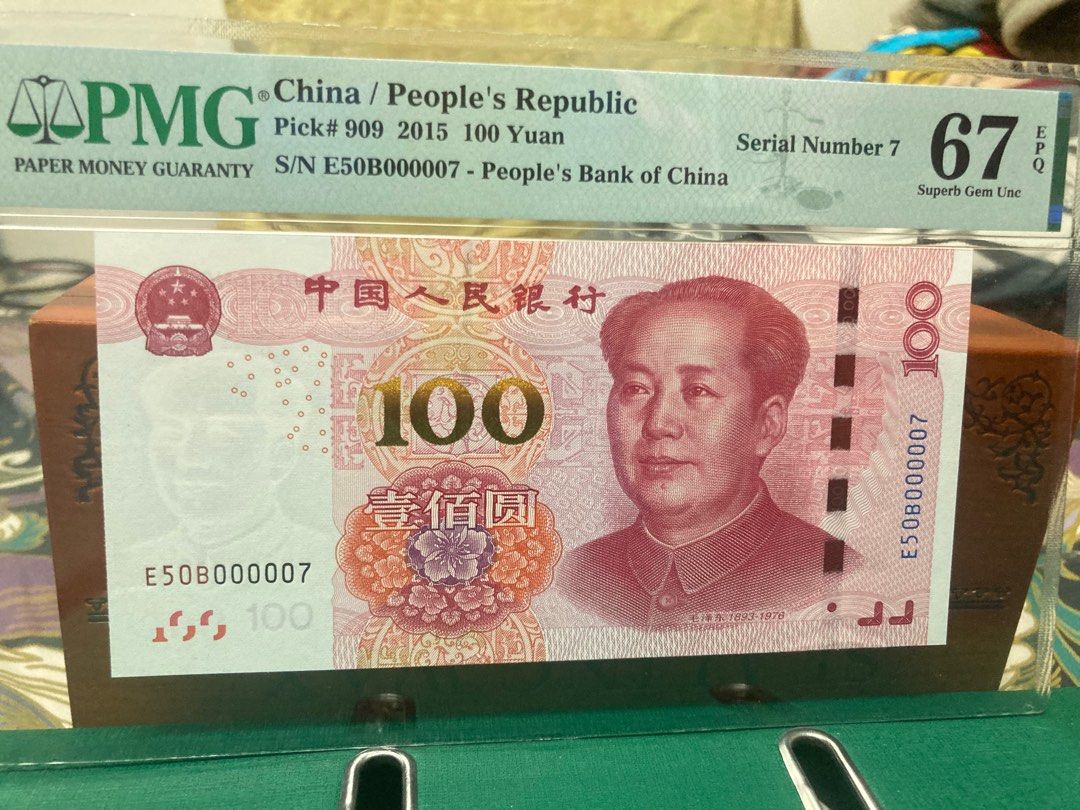 PMG®
PAPER MONEY GUARANTY
China / People's Republic
Pick# 909 2015 100 Yuan
S/N E50B000007 - People's Bank of China
Serial Number 7
67
EPQ
Superb Gem Unc
中国人民银行
100
100
壹佰圆
E50B000007
E50B000007
100
毛泽东 1893-1976